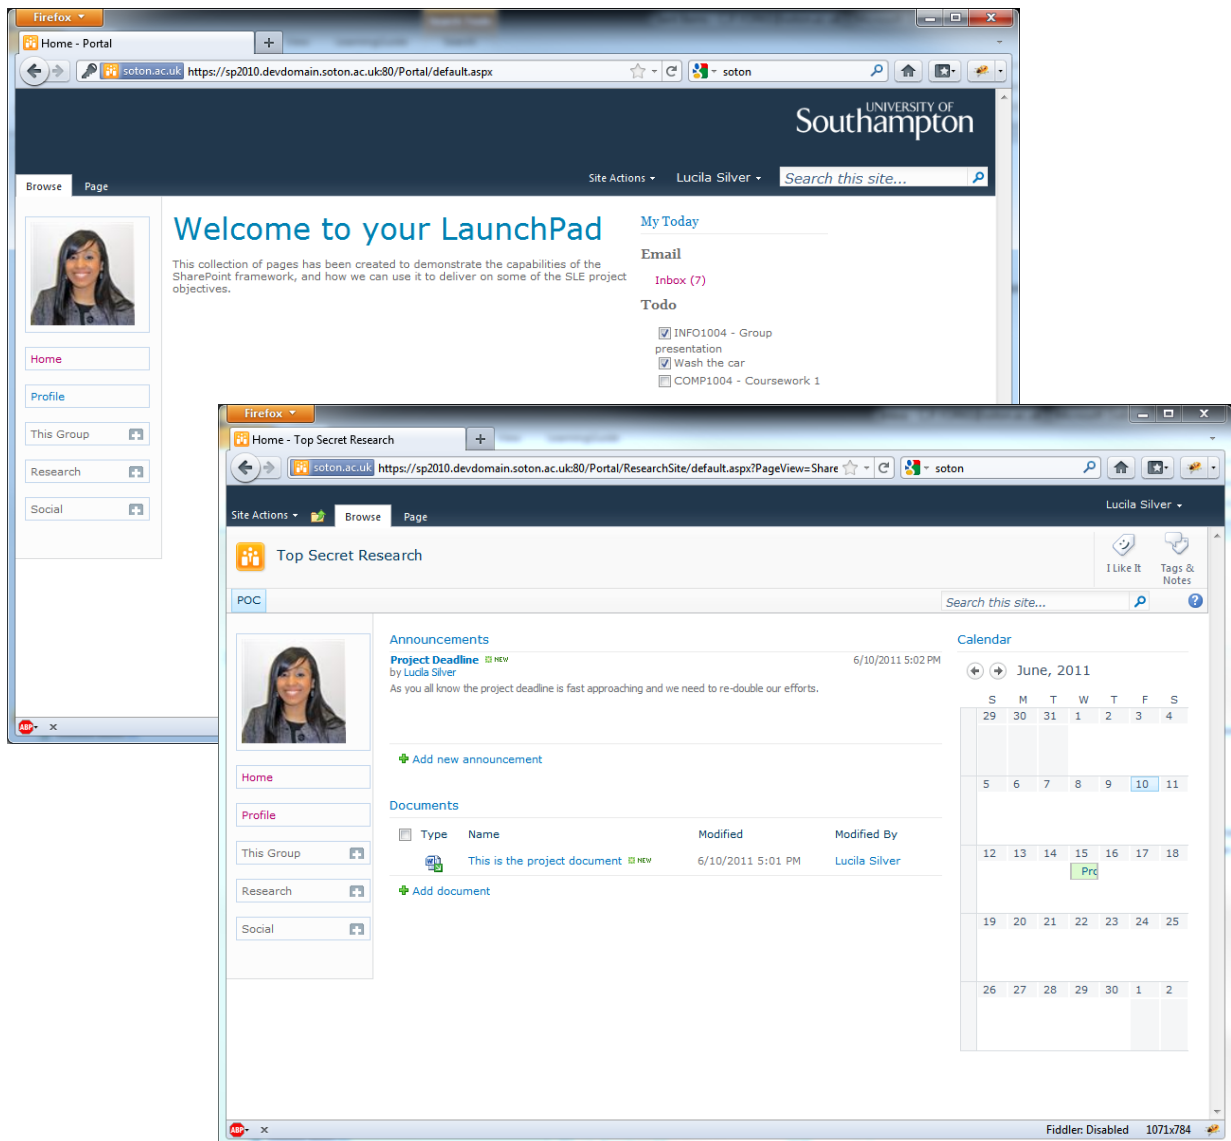 Firefox
Home - Portal
soton.ac.uk https://sp2010.devdomain.soton.ac.uk:80/Portal/default.aspx
soton
UNIVERSITY OF
Southampton
Site Actions
Lucila Silver
Search this site...
Browse Page
Welcome to your LaunchPad
This collection of pages has been created to demonstrate the capabilities of the
SharePoint framework, and how we can use it to deliver on some of the SLE project
objectives.
My Today
Email
Inbox (7)
Todo
INFO1004 - Group
presentation
Wash the car
COMP1004 - Coursework 1
Home
Profile
This Group
Research
Social
ABP
x
Firefox
Home - Top Secret Research
soton.ac.uk https://sp2010.devdomain.soton.ac.uk:80/Portal/ResearchSite/default.aspx?PageView=Share
soton
Lucila Silver
Site Actions Browse Page
Top Secret Research
I Like It
Tags &
Notes
POC
Search this site...
Home
Profile
This Group
Research
Social
Announcements
Project Deadline NEW 6/10/2011 5:02 PM
by Lucila Silver
As you all know the project deadline is fast approaching and we need to re-double our efforts.
Add new announcement
Documents
Type Name Modified Modified By
This is the project document NEW 6/10/2011 5:01 PM Lucila Silver
Add document
Calendar
June, 2011
S M T W T F S
29 30 31 1 2 3 4
5 6 7 8 9 10 11
12 13 14 15 16 17 18
Pro
19 20 21 22 23 24 25
26 27 28 29 30 1 2
ABP
x
Fiddler: Disabled 1071x784